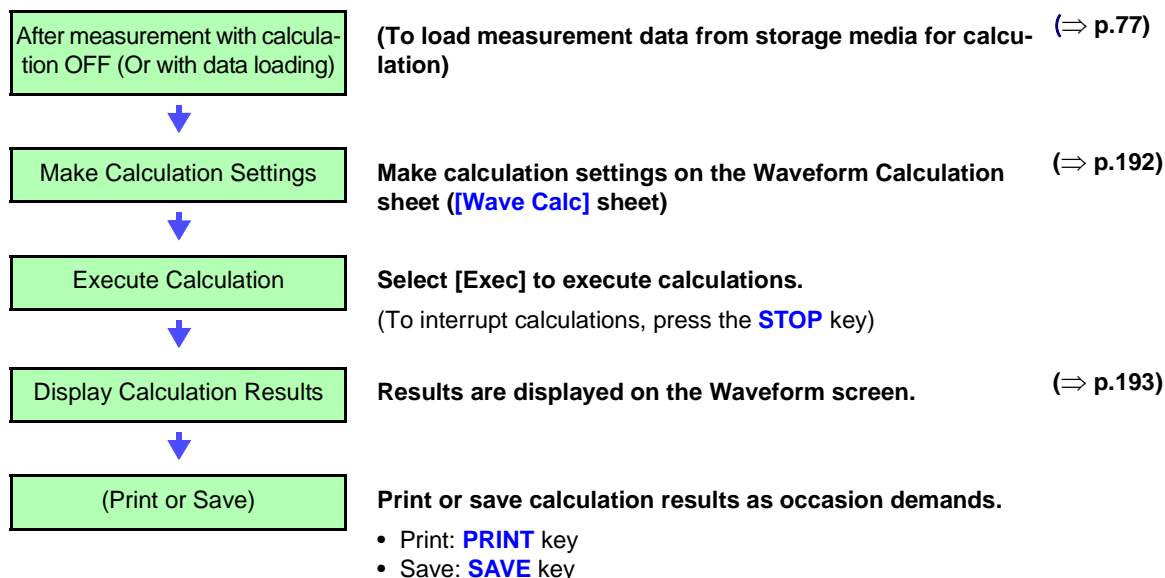 After measurement with calcula-
tion OFF (Or with data loading)
(To load measurement data from storage media for calcu-
lation)
(⇒ p.77)
Make Calculation Settings
Make calculation settings on the Waveform Calculation
sheet ([Wave Calc] sheet)
(⇒ p.192)
Execute Calculation
Select [Exec] to execute calculations.
(To interrupt calculations, press the STOP key)
Display Calculation Results
Results are displayed on the Waveform screen.
(⇒ p.193)
(Print or Save)
Print or save calculation results as occasion demands.
• Print: PRINT key
• Save: SAVE key